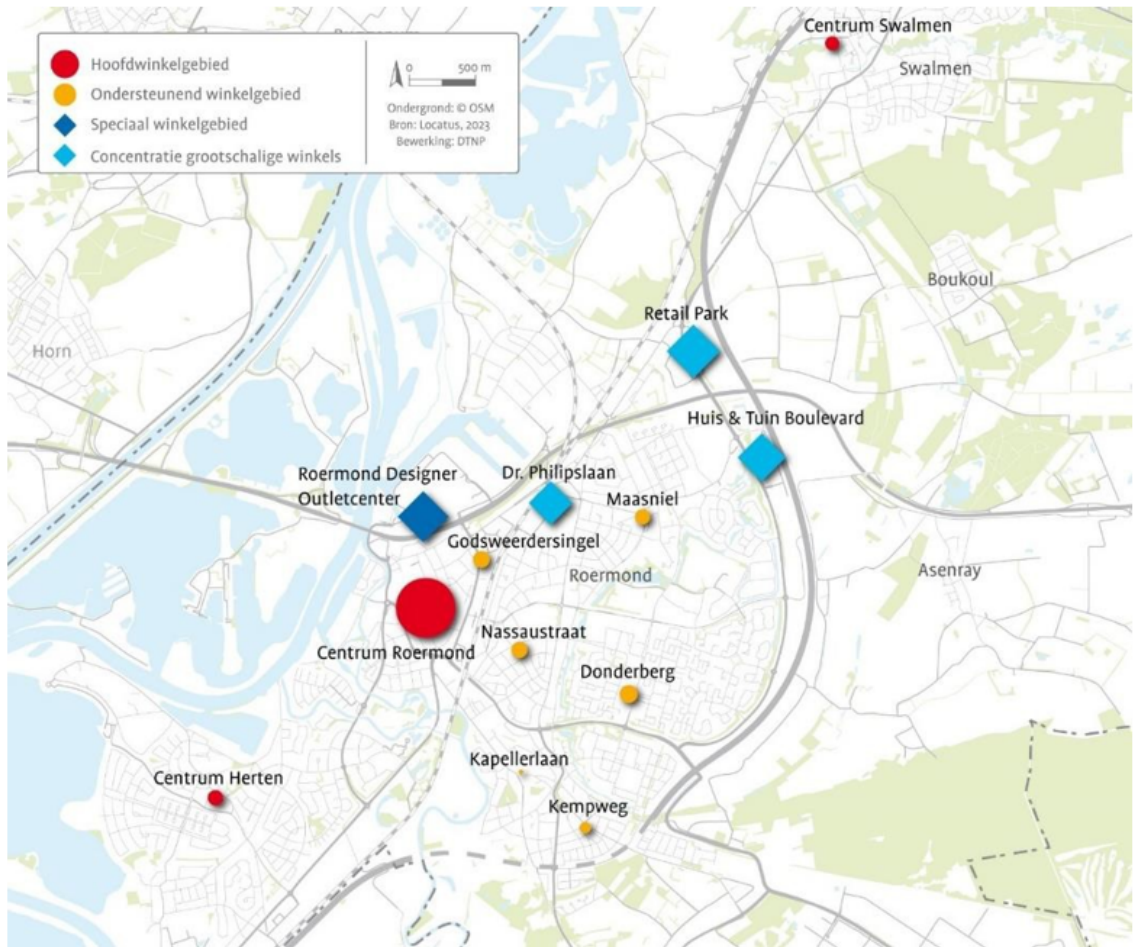 Hoofdwinkelgebied
Ondersteunend winkelgebied
Speciaal winkelgebied
Concentratie grootschalige winkels
0 500 m
Ondergrond: © OSM
Bron: Locatus, 2023
Bewerking: DTNP
Centrum Swalmen
Swalmen
Boukoul
Retail Park
Horn
Huis & Tuin Boulevard
Roermond Designer
Outletcenter
Dr. Philipslaan
Maasniel
Godsweerdersingel
Roermond
Asenray
Nassaustraat
Centrum Roermond
Donderberg
Kapellerlaan
Centrum Herten
Kempweg